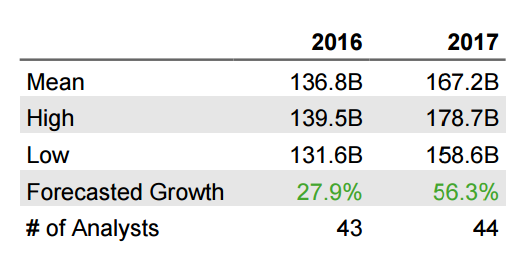 2016 2017
Mean 136.8B 167.2B
High 139.5B 178.7B
Low 131.6B 158.6B
Forecasted Growth 27.9% 56.3%
# of Analysts 43 44